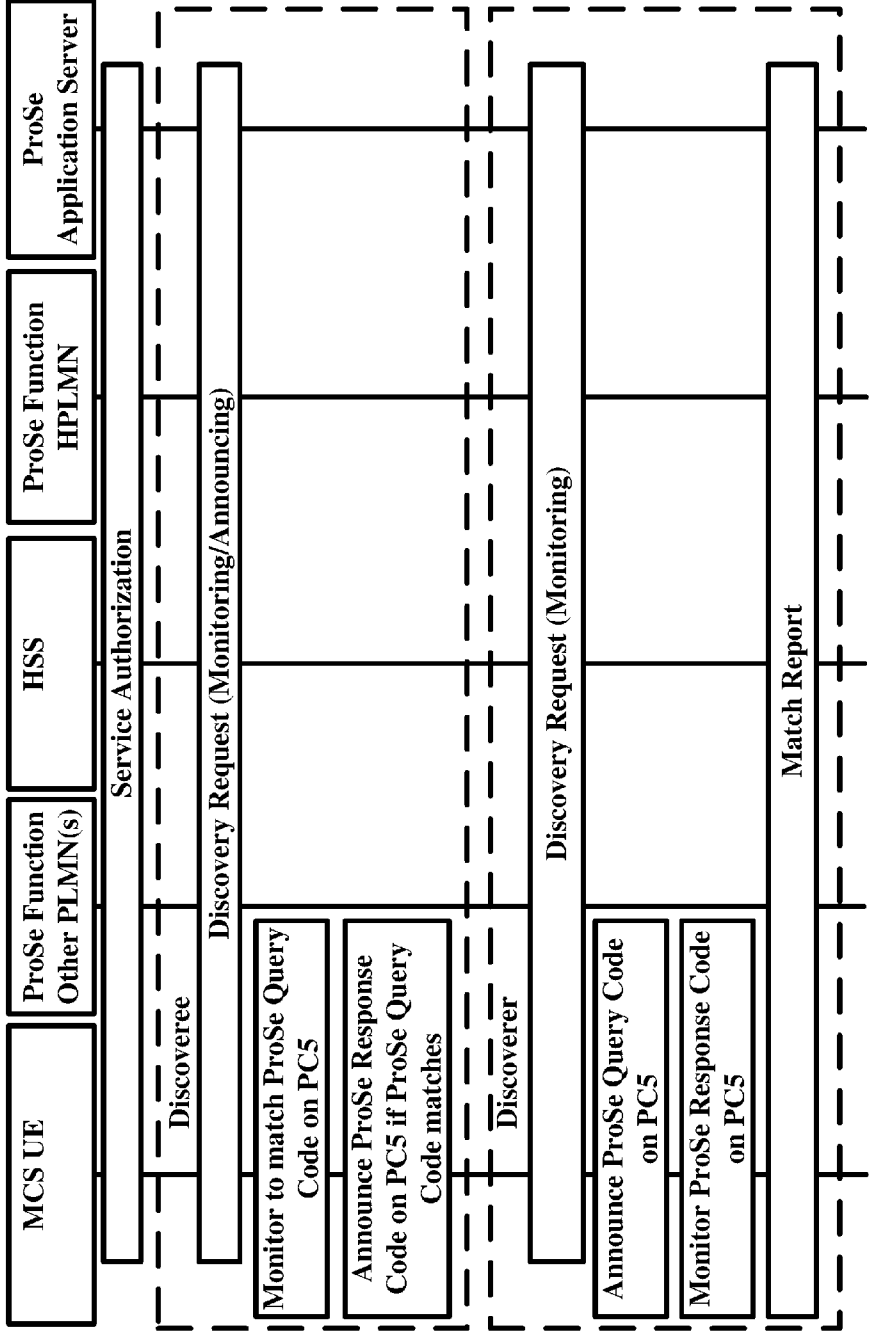 MCS UE
ProSe Function
Other PLMN(s)
HSS
ProSe Function
HPLMN
ProSe
Application Server
Service Authorization
Discoveree
Discovery Request (Monitoring/Announcing)
Monitor to match ProSe Query
Code on PC5
Announce ProSe Response
Code on PC5 if ProSe Query
Code matches
Discoverer
Discovery Request (Monitoring)
Announce ProSe Query Code
on PC5
Monitor ProSe Response Code
on PC5
Match Report